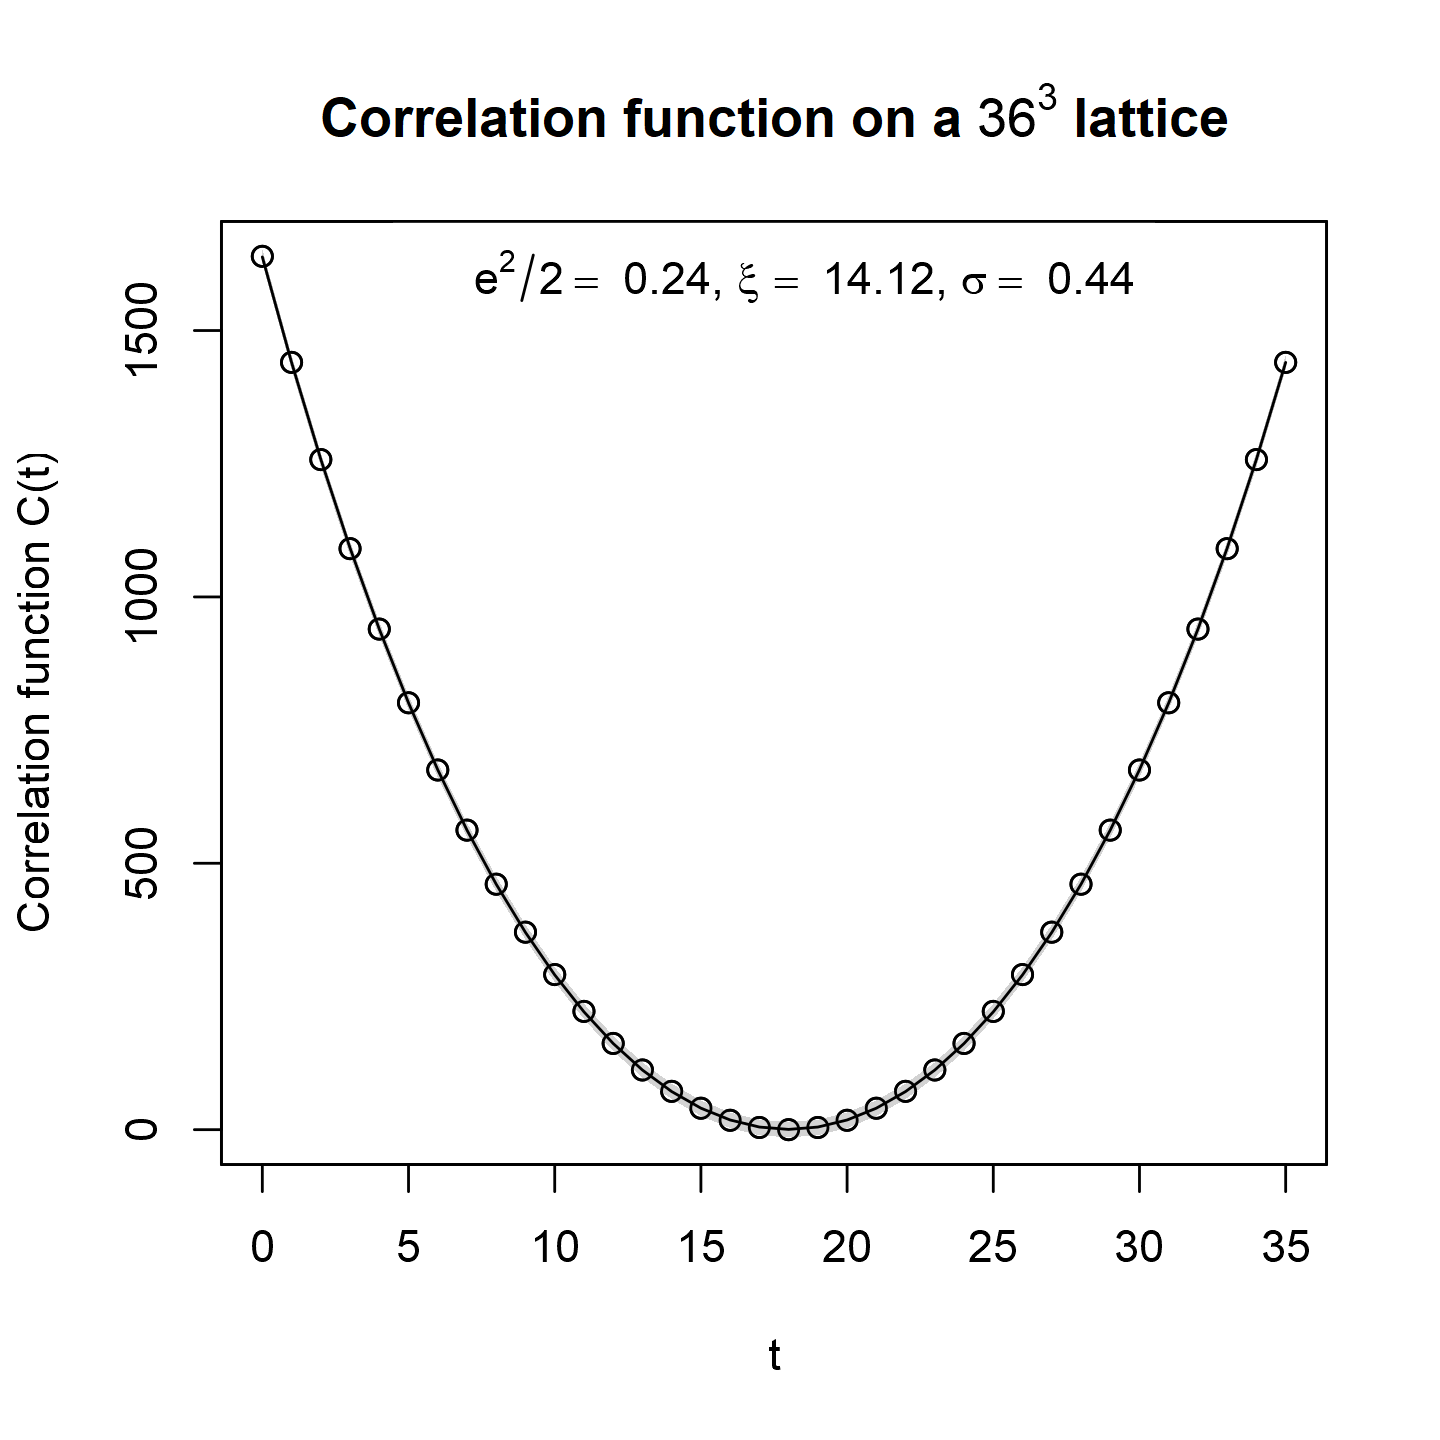 Correlation function on a 36³ lattice
e²/2 = 0.24, ξ = 14.12, σ = 0.44
Correlation function C(t)
1500
1000
500
0
0 5 10 15 20 25 30 35
t